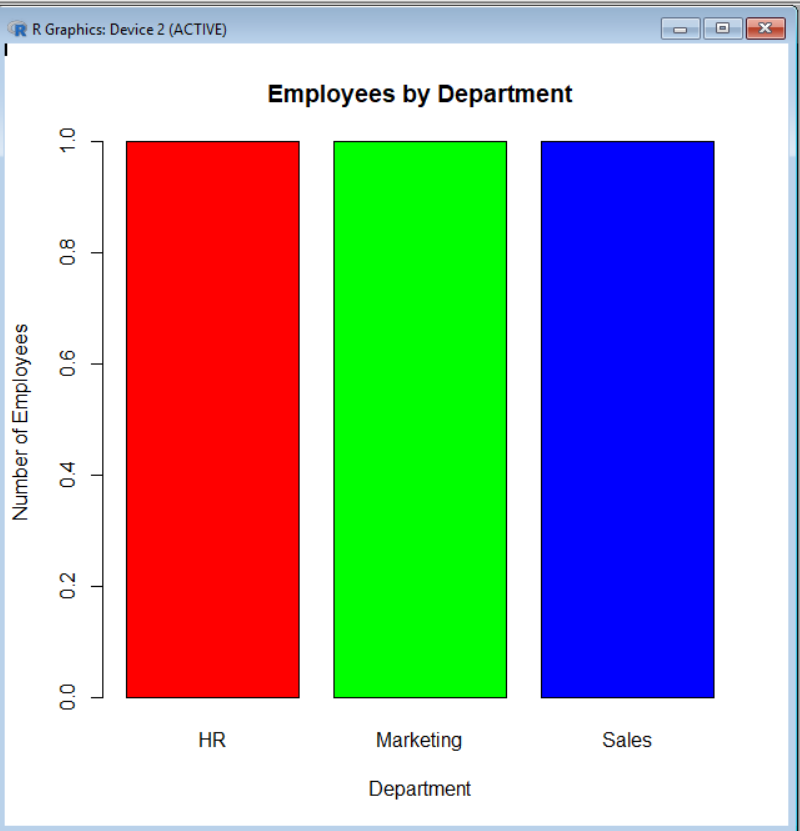 R Graphics: Device 2 (ACTIVE)
Employees by Department
1.0
0.8
0.6
0.4
0.2
0.0
Number of Employees
HR Marketing Sales
Department